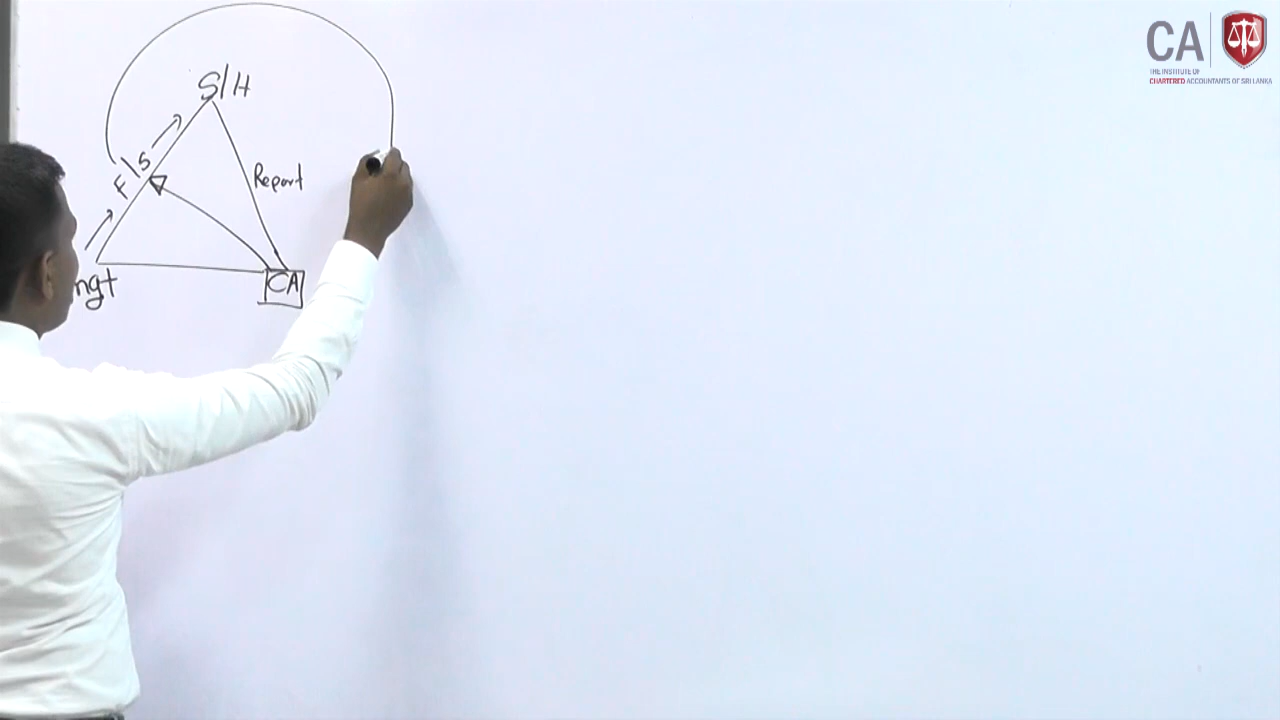 S/H
F/S
Report
ngt
CA
CA
THE INSTITUTE OF
CHARTERED ACCOUNTANTS OF SRI LANKA